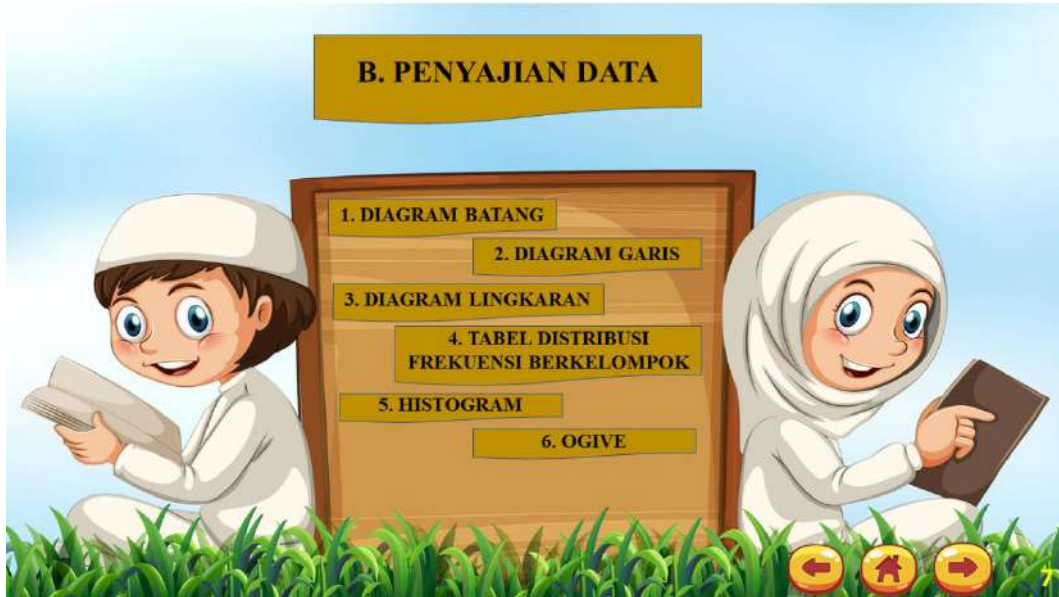 B. PENYAJIAN DATA
1. DIAGRAM BATANG
2. DIAGRAM GARIS
3. DIAGRAM LINGKARAN
4. TABEL DISTRIBUSI
FREKUENSI BERKELOMPOK
5. HISTOGRAM
6. OGIVE
7